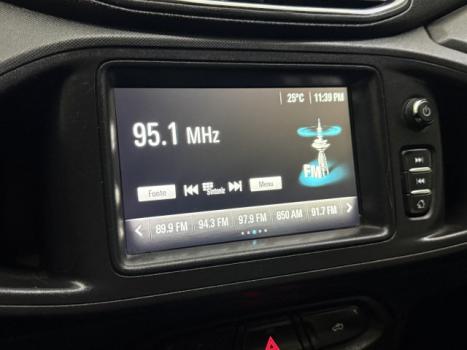 25°C 11:39 PM
95.1 MHz
FM
Fonte Sintonia Menu
89.9 FM 94.3 FM 97.9 FM 850 AM 91.7 FM